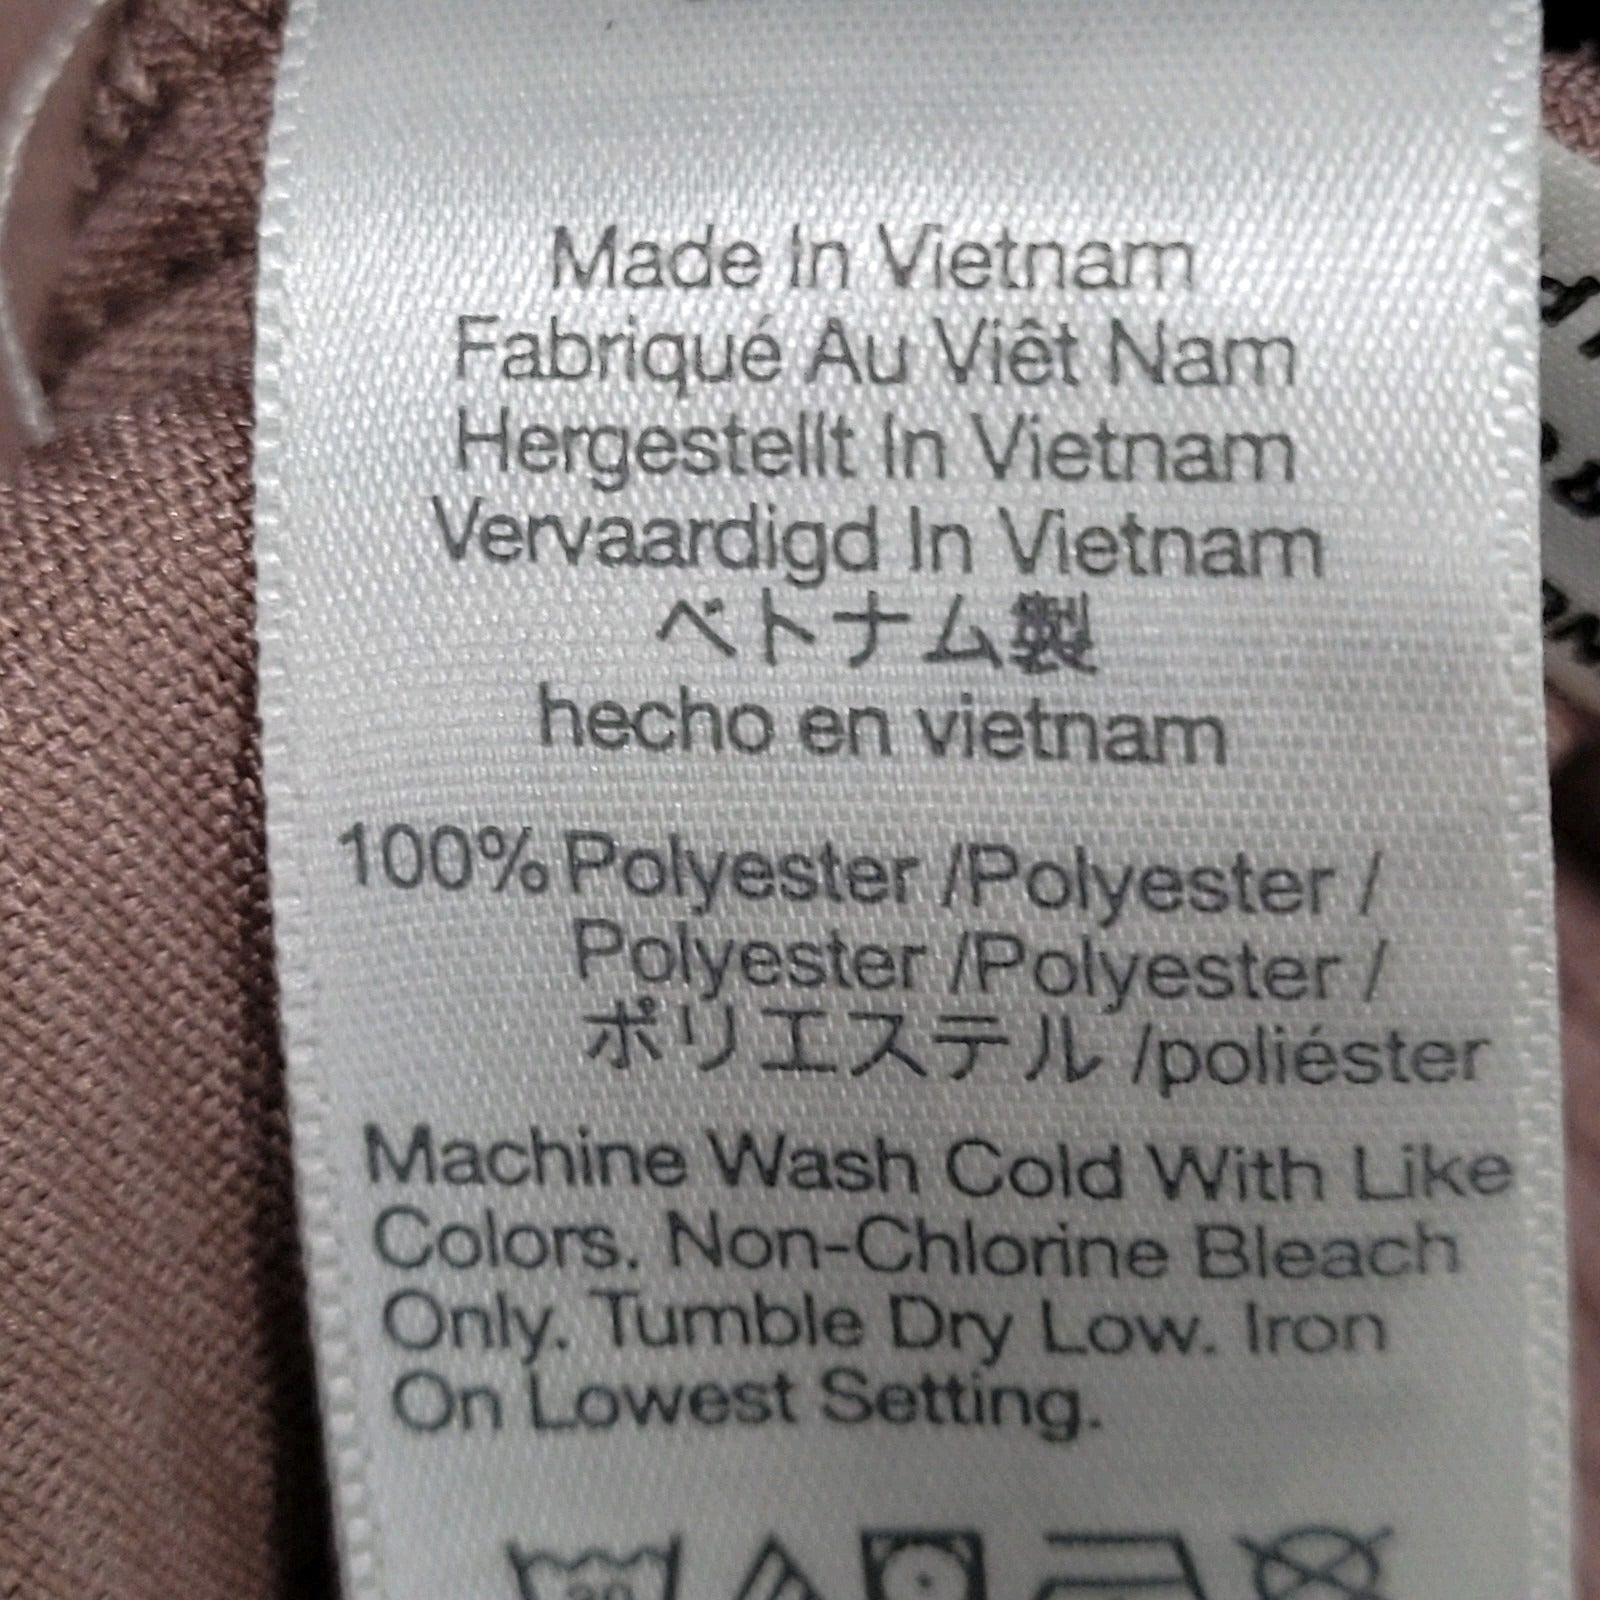 Made In Vietnam
Fabriqué Au Viêt Nam
Hergestellt In Vietnam
Vervaardigd In Vietnam
ベトナム製
hecho en vietnam
100% Polyester /Polyester /
Polyester /Polyester /
ポリエステル /poliéster
Machine Wash Cold With Like
Colors. Non-Chlorine Bleach
Only. Tumble Dry Low. Iron
On Lowest Setting.